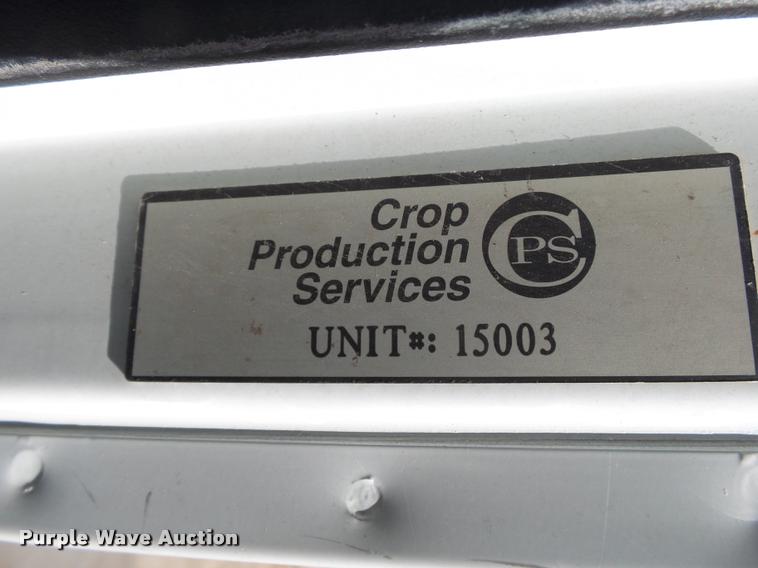 Crop
Production
Services
CPS
UNIT#: 15003
Purple Wave Auction